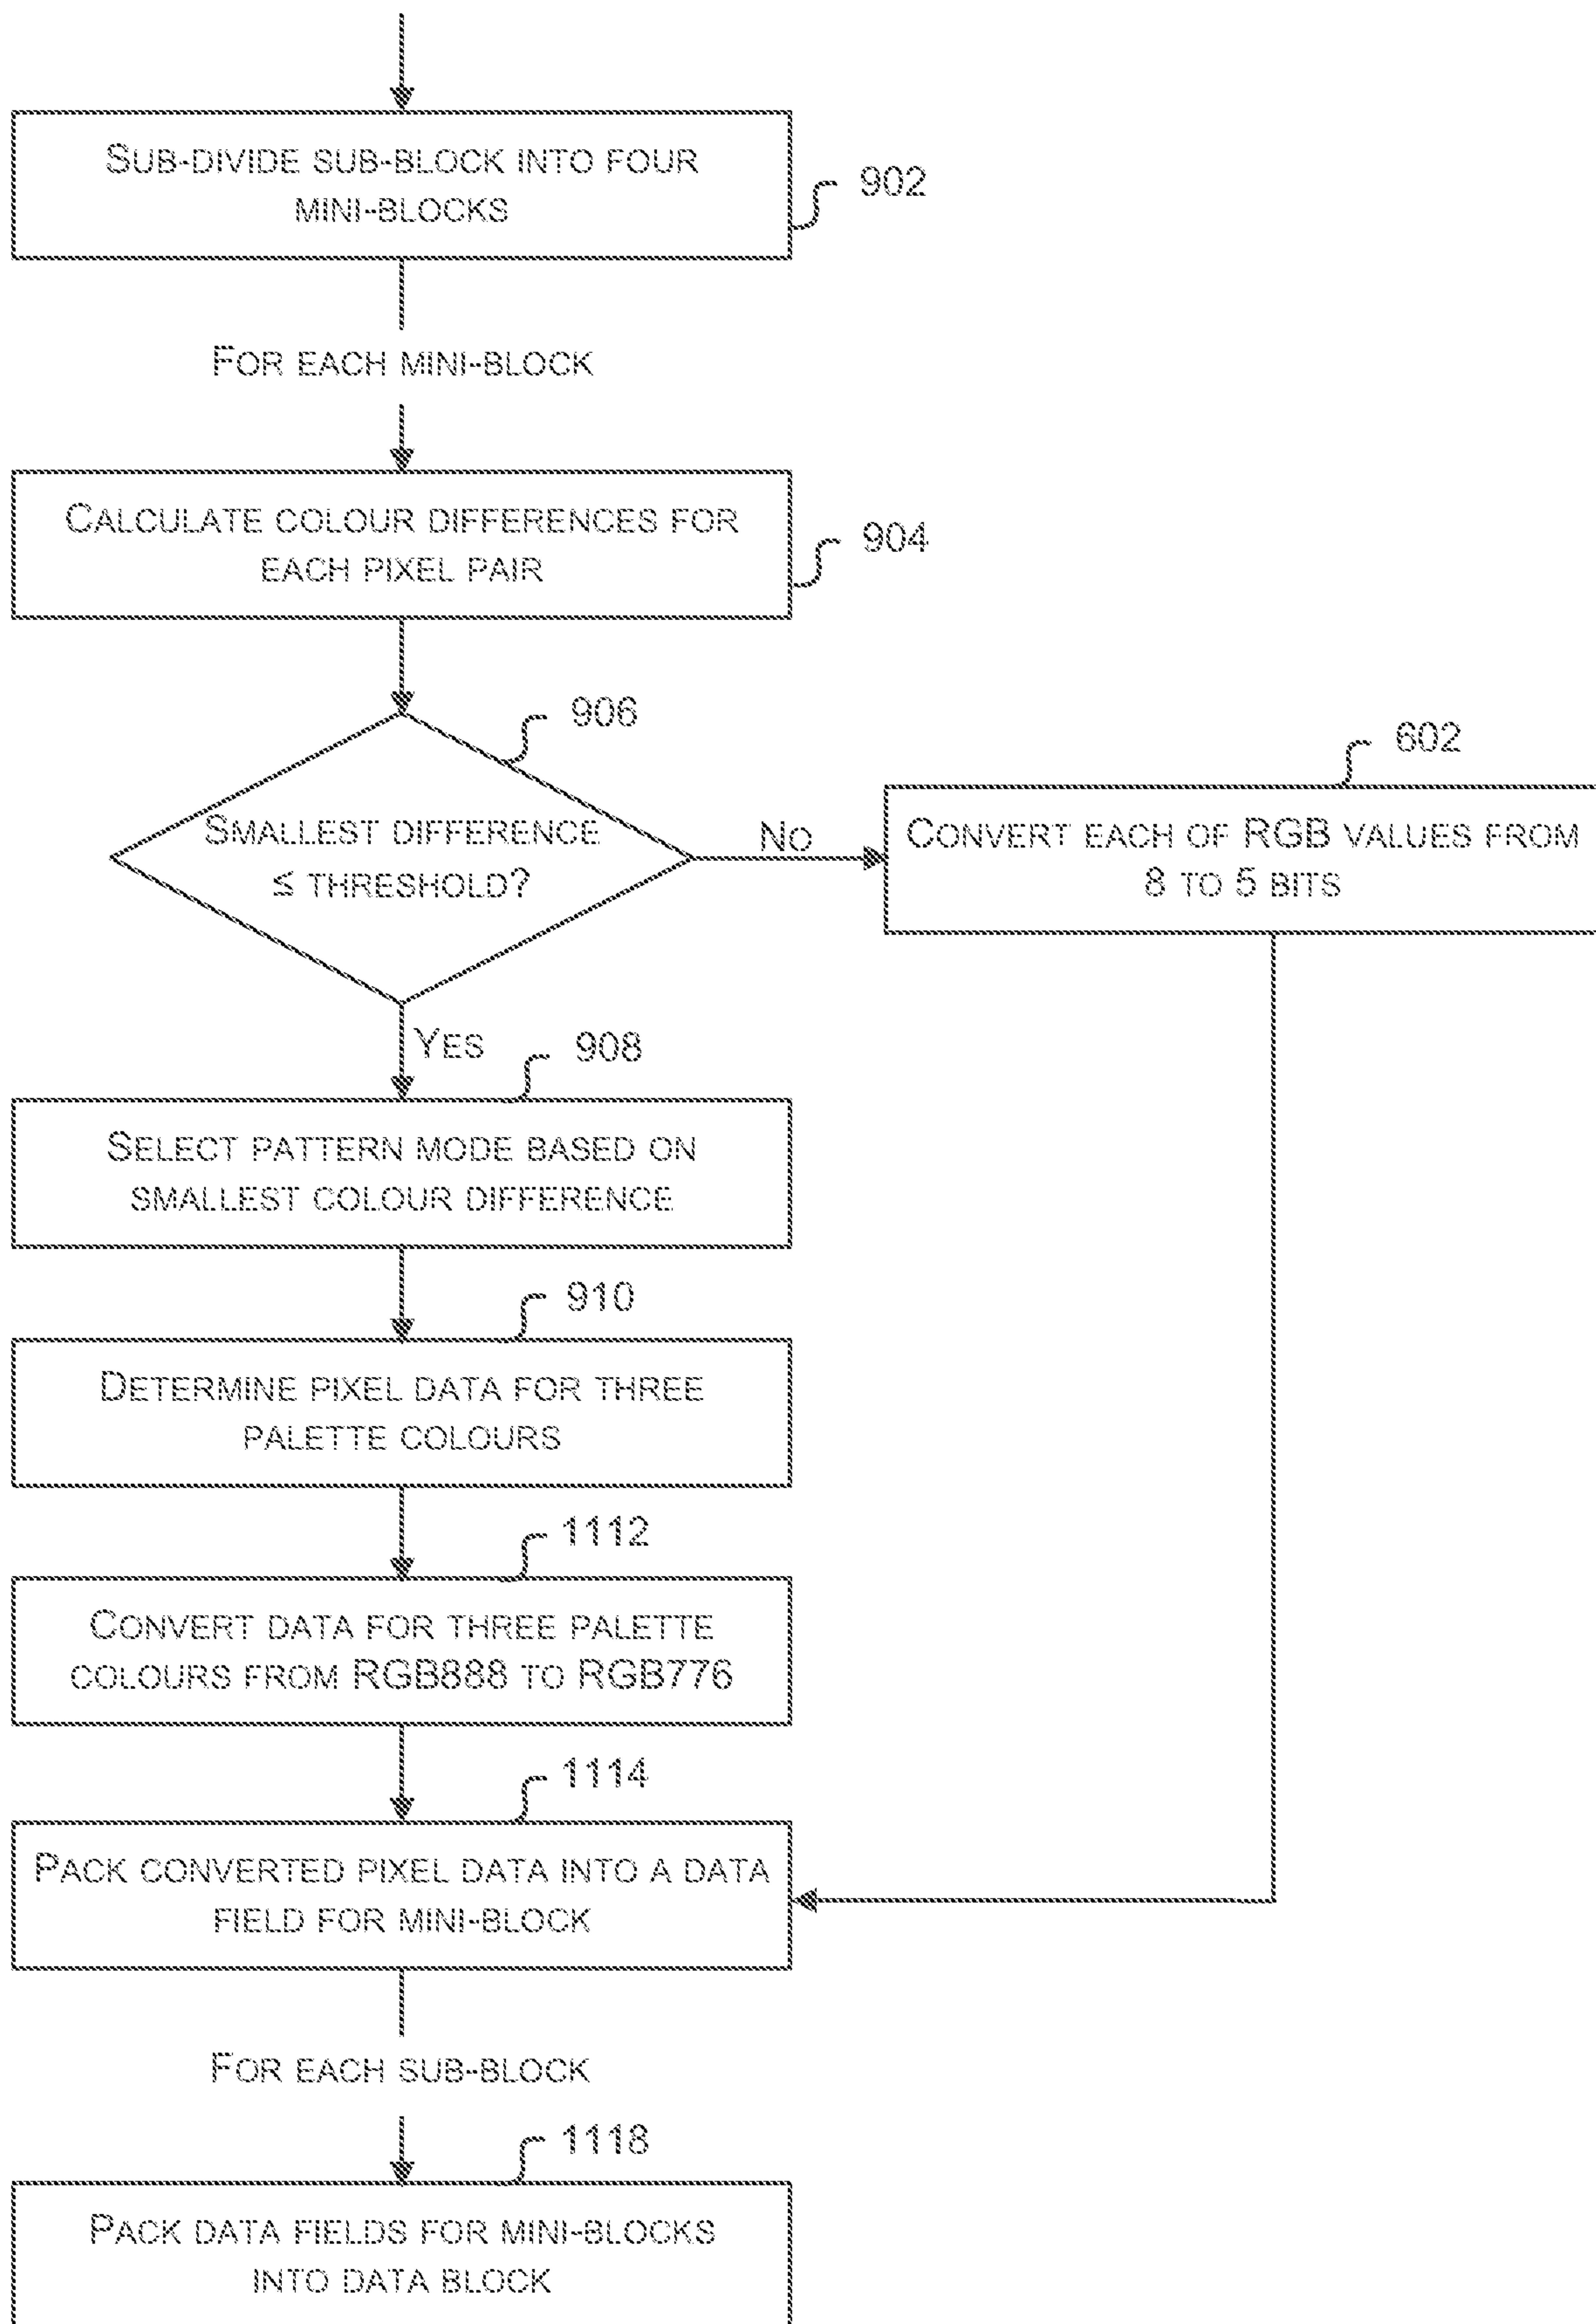 SUB-DIVIDE SUB-BLOCK INTO FOUR
MINI-BLOCKS
902
FOR EACH MINI-BLOCK
CALCULATE COLOUR DIFFERENCES FOR
EACH PIXEL PAIR
904
906
SMALLEST DIFFERENCE
≤ THRESHOLD?
NO
602
CONVERT EACH OF RGB VALUES FROM
8 TO 5 BITS
YES
908
SELECT PATTERN MODE BASED ON
SMALLEST COLOUR DIFFERENCE
910
DETERMINE PIXEL DATA FOR THREE
PALETTE COLOURS
1112
CONVERT DATA FOR THREE PALETTE
COLOURS FROM RGB888 TO RGB776
1114
PACK CONVERTED PIXEL DATA INTO A DATA
FIELD FOR MINI-BLOCK
FOR EACH SUB-BLOCK
1118
PACK DATA FIELDS FOR MINI-BLOCKS
INTO DATA BLOCK